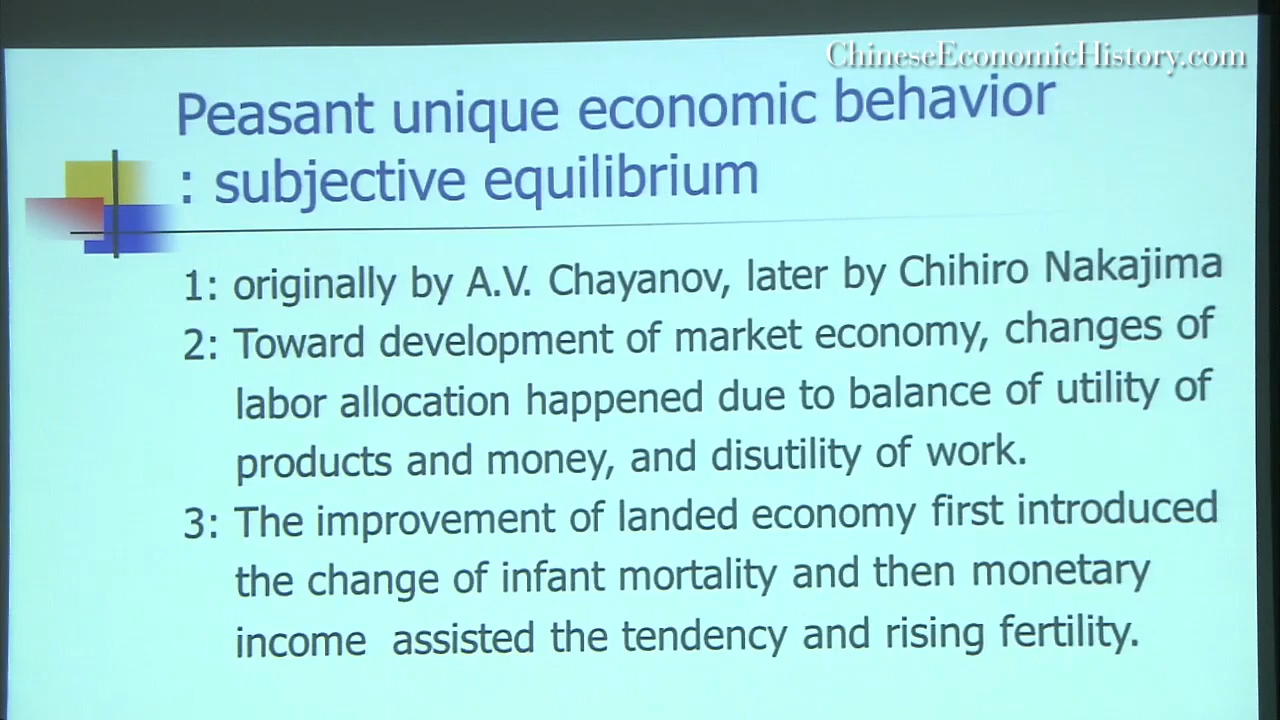 ChineseEconomicHistory.com
Peasant unique economic behavior
: subjective equilibrium
1: originally by A.V. Chayanov, later by Chihiro Nakajima
2: Toward development of market economy, changes of
labor allocation happened due to balance of utility of
products and money, and disutility of work.
3: The improvement of landed economy first introduced
the change of infant mortality and then monetary
income assisted the tendency and rising fertility.